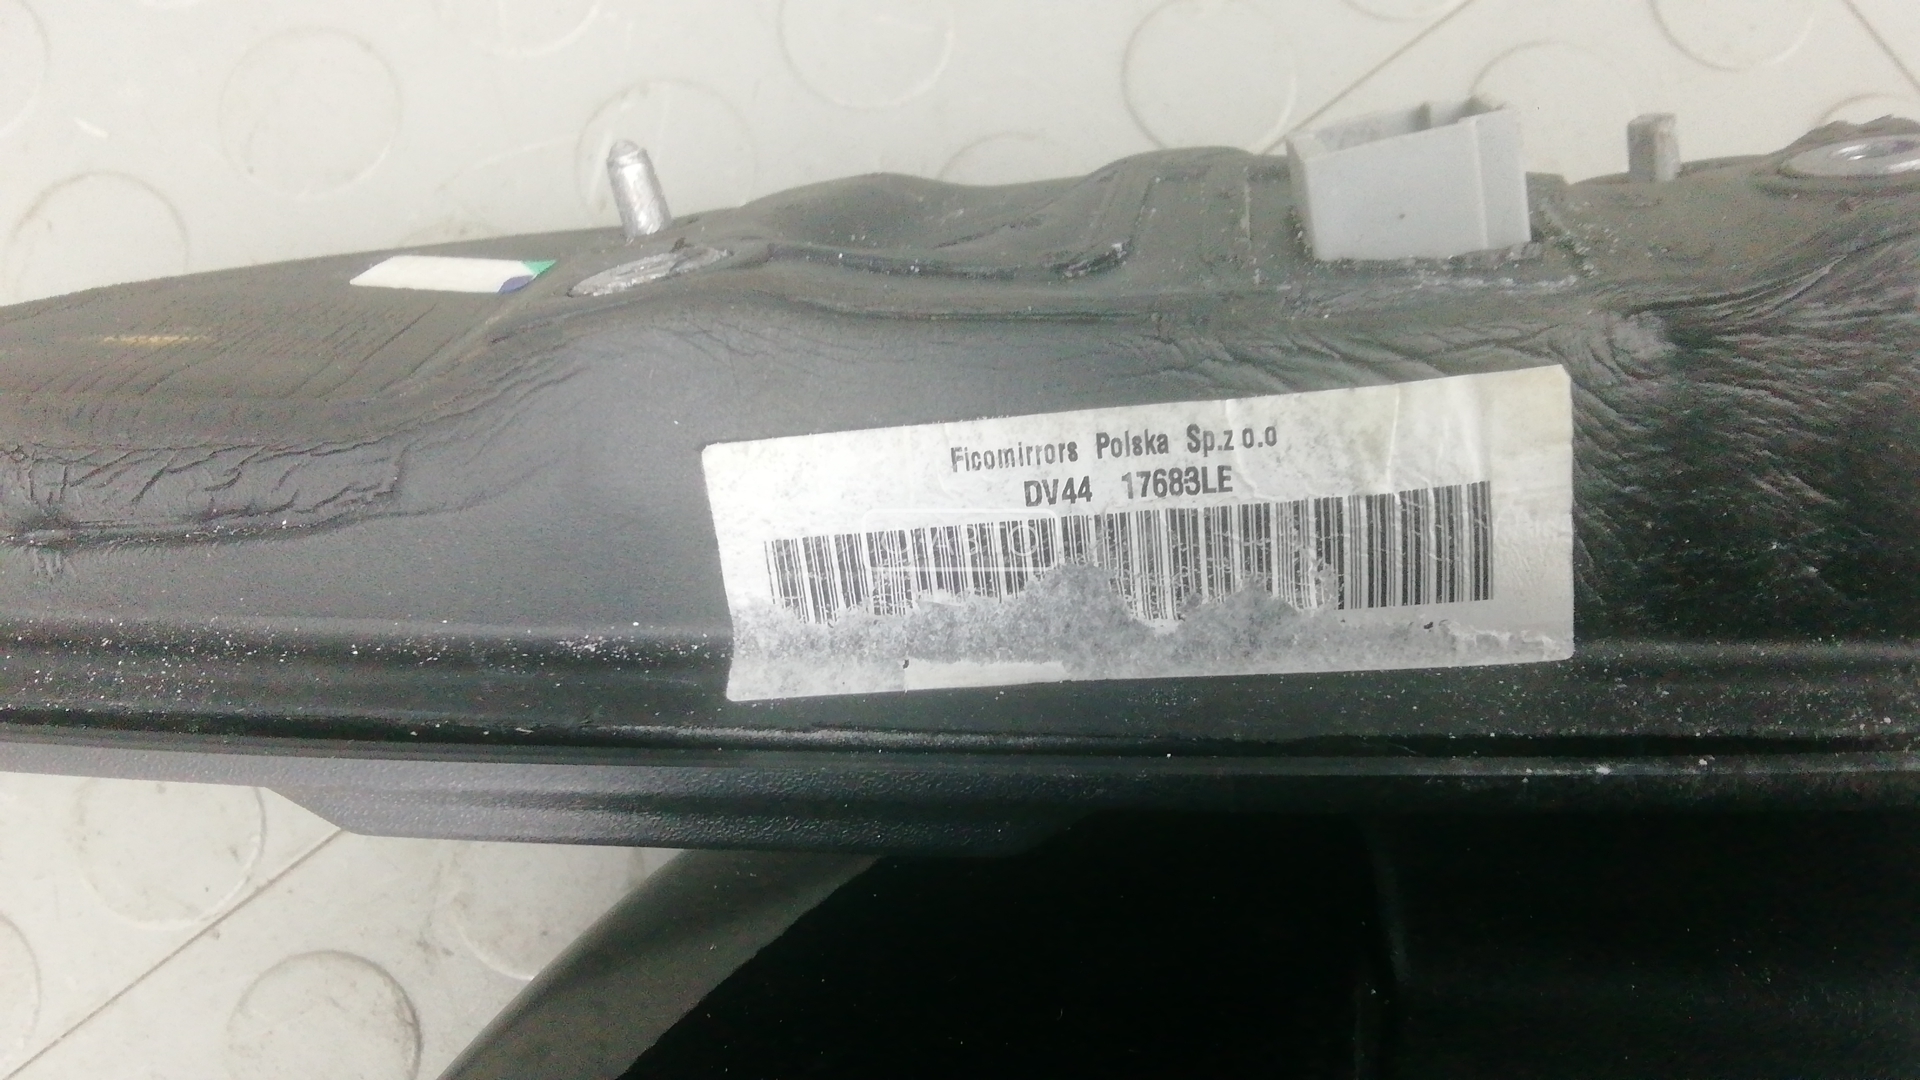 Ficomirrors Polska Sp.z o.o
DV44 17683LE